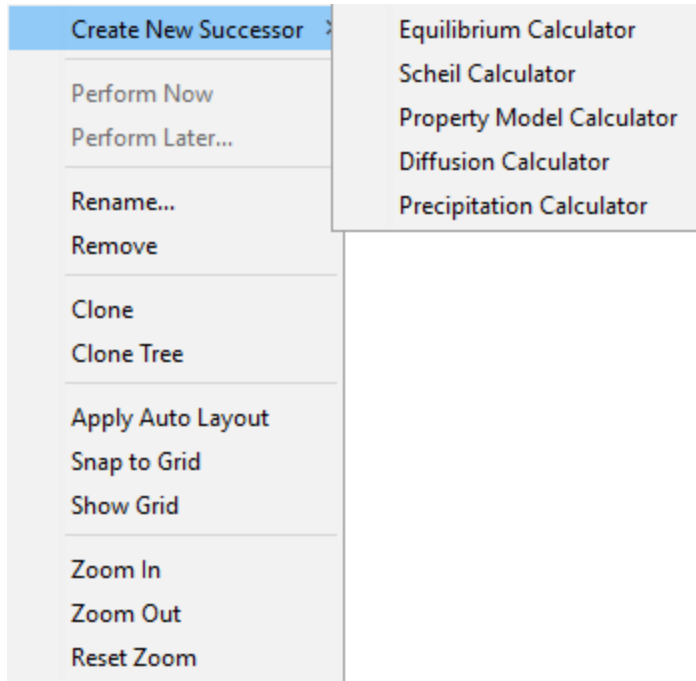 Create New Successor
Equilibrium Calculator
Scheil Calculator
Property Model Calculator
Diffusion Calculator
Precipitation Calculator
Perform Now
Perform Later...
Rename...
Remove
Clone
Clone Tree
Apply Auto Layout
Snap to Grid
Show Grid
Zoom In
Zoom Out
Reset Zoom